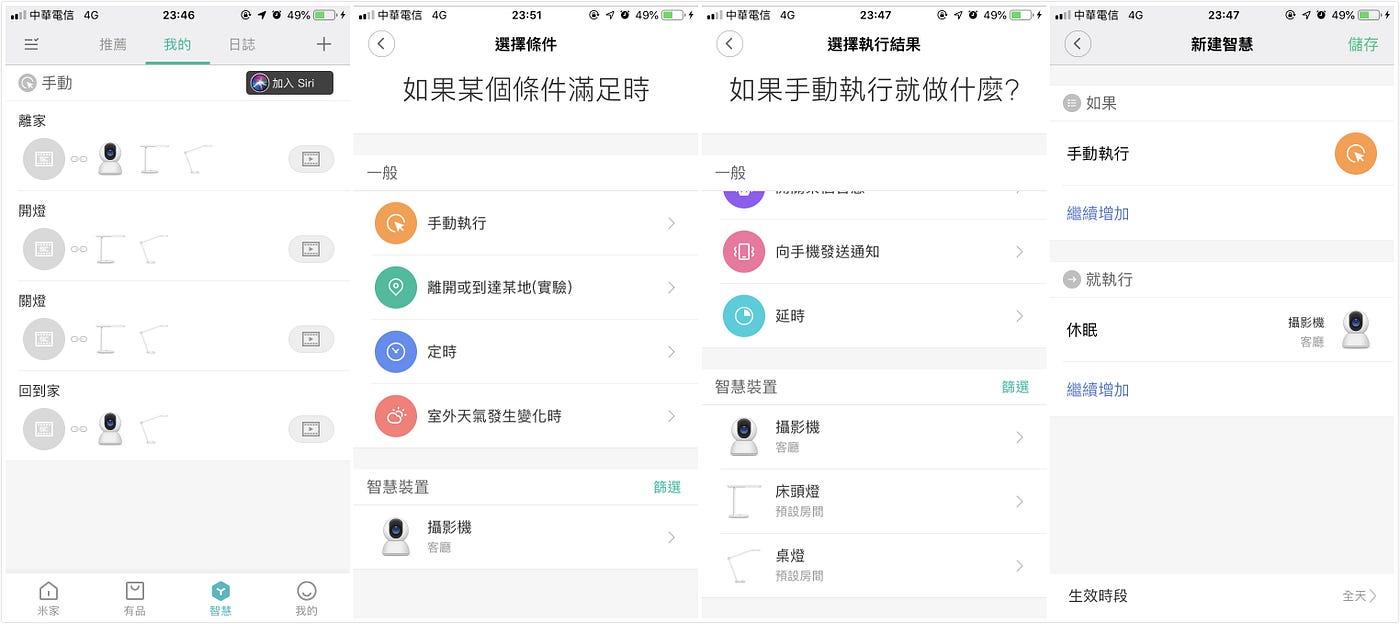 中華電信 4G 23:46 49%
推薦 我的 日誌
手動 加入 Siri
離家
開燈
關燈
回到家
米家 有品 智慧 我的
中華電信 4G 23:51 49%
選擇條件
如果某個條件滿足時
一般
手動執行
離開或到達某地(實驗)
定時
室外天氣發生變化時
智慧裝置 篩選
攝影機
客廳
中華電信 4G 23:47 49%
選擇執行結果
如果手動執行就做什麼?
一般
向手機發送通知
延時
智慧裝置 篩選
攝影機
客廳
床頭燈
預設房間
桌燈
預設房間
中華電信 4G 23:47 49%
新建智慧 儲存
如果
手動執行
繼續增加
就執行
休眠 攝影機
客廳
繼續增加
生效時段 全天